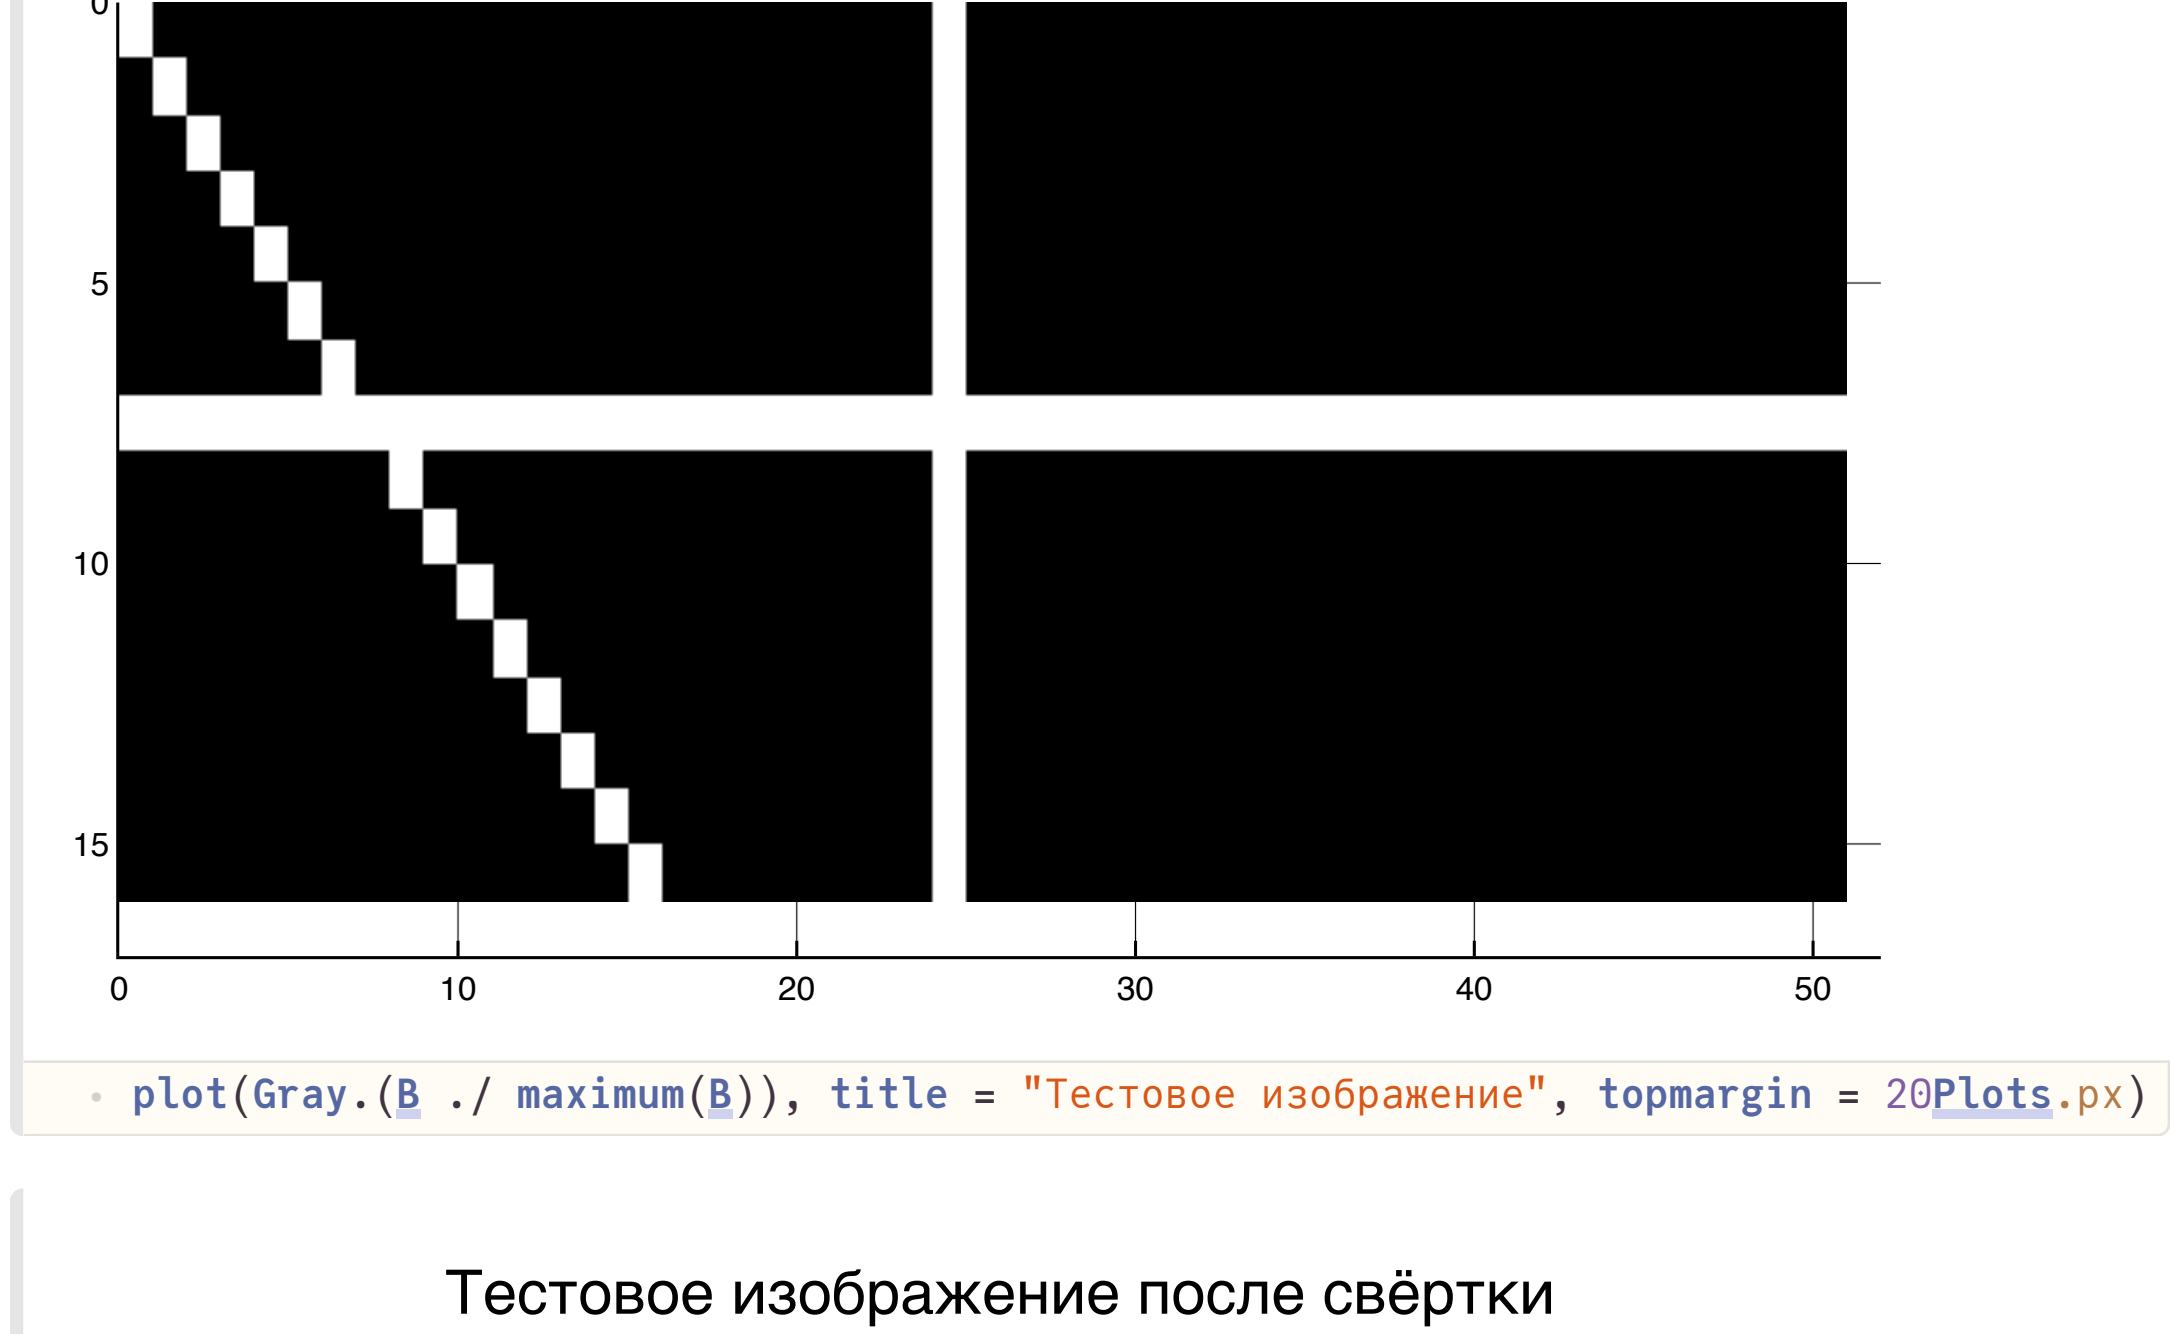 0
5
10
15
0 10 20 30 40 50
plot(Gray.(B ./ maximum(B)), title = "Тестовое изображение", topmargin = 20Plots.px)
Тестовое изображение после свёртки